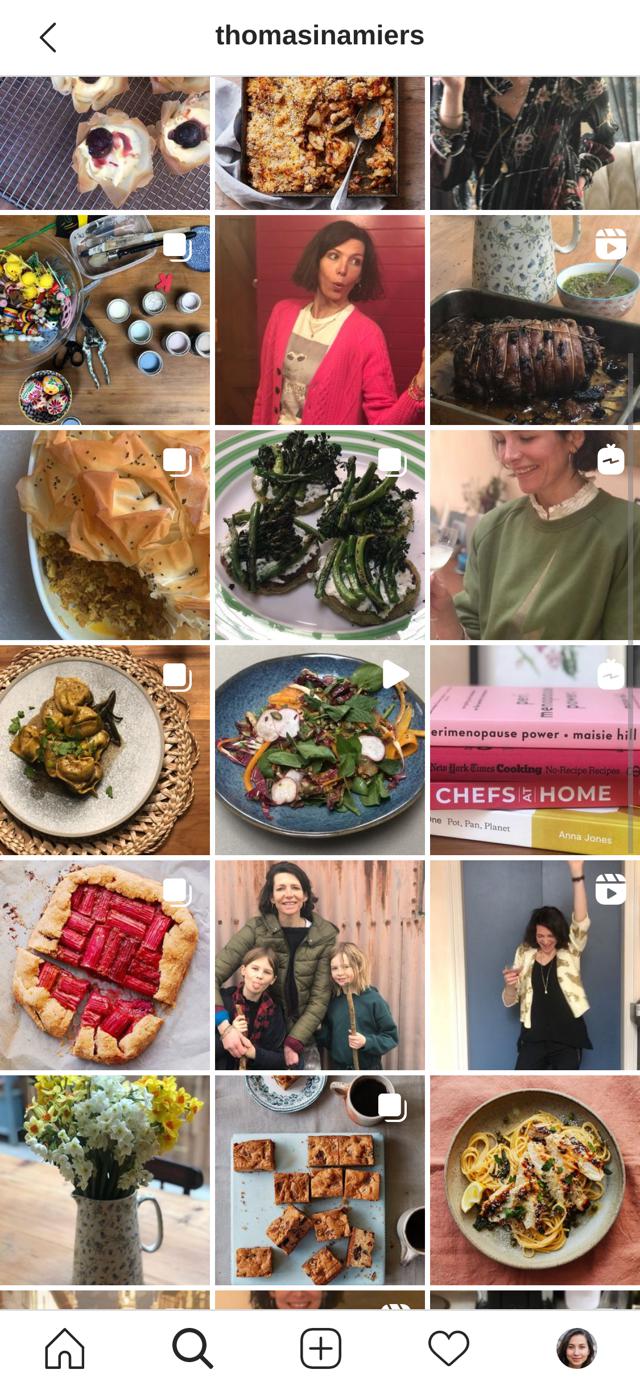 thomasinamiers
erimenopause power • maisie hill
New York Times Cooking No-Recipe Recipes
CHEFS AT HOME
One Pot, Pan, Planet
Anna Jones